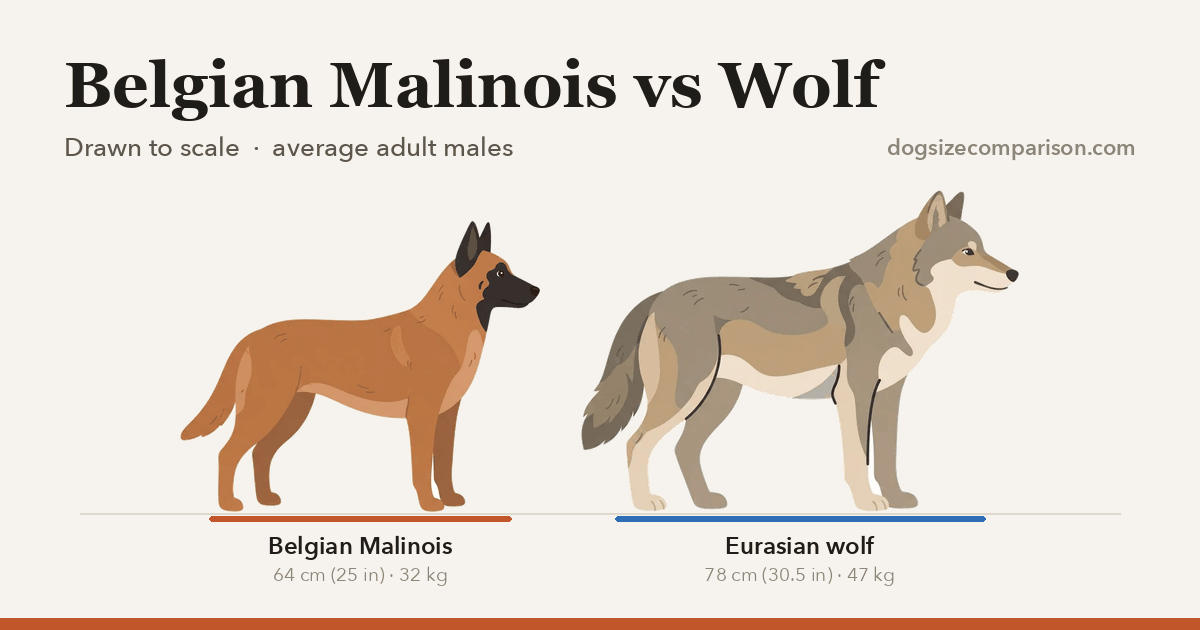 Belgian Malinois vs Wolf
Drawn to scale · average adult males
dogsizecomparison.com
Belgian Malinois
64 cm (25 in) · 32 kg
Eurasian wolf
78 cm (30.5 in) · 47 kg